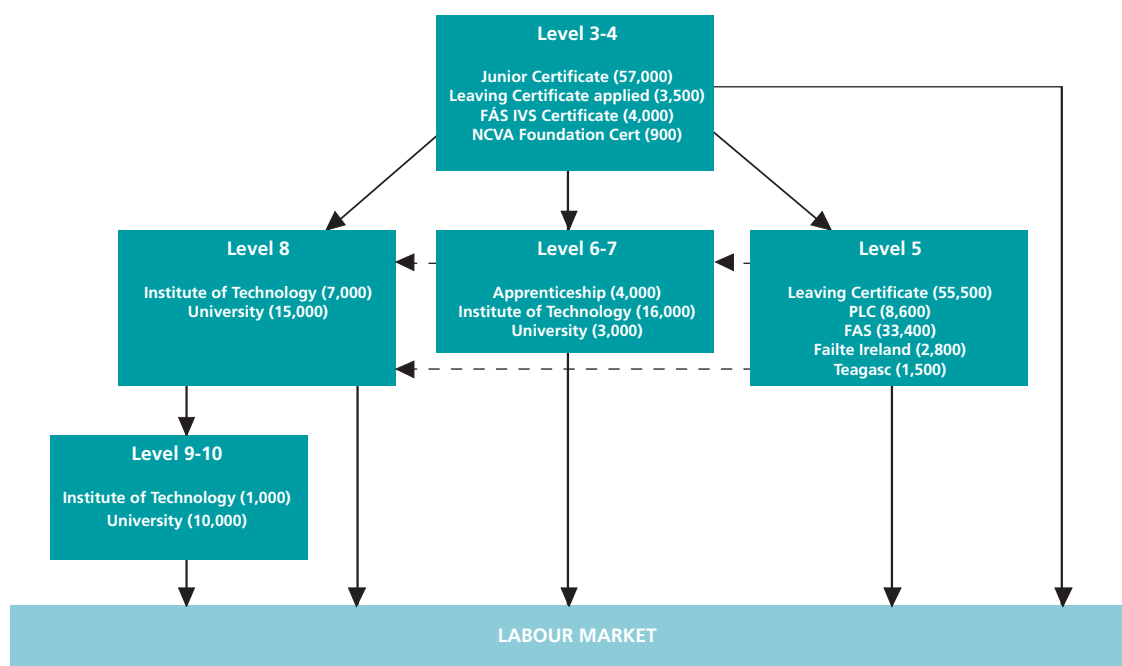 Level 3-4
Junior Certificate (57,000)
Leaving Certificate applied (3,500)
FÁS IVS Certificate (4,000)
NCVA Foundation Cert (900)
Level 8
Institute of Technology (7,000)
University (15,000)
Level 6-7
Apprenticeship (4,000)
Institute of Technology (16,000)
University (3,000)
Level 5
Leaving Certificate (55,500)
PLC (8,600)
FAS (33,400)
Failte Ireland (2,800)
Teagasc (1,500)
Level 9-10
Institute of Technology (1,000)
University (10,000)
LABOUR MARKET